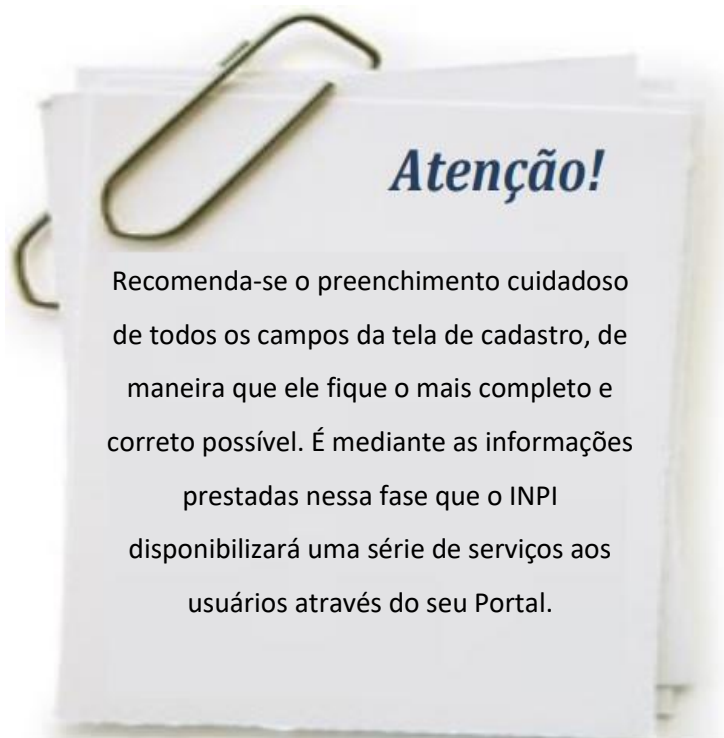 Atenção!
Recomenda-se o preenchimento cuidadoso
de todos os campos da tela de cadastro, de
maneira que ele fique o mais completo e
correto possível. É mediante as informações
prestadas nessa fase que o INPI
disponibilizará uma série de serviços aos
usuários através do seu Portal.